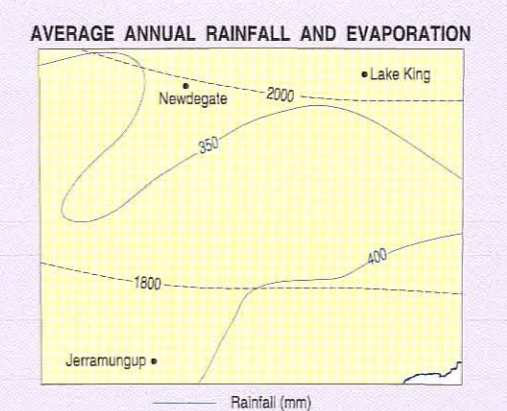 AVERAGE ANNUAL RAINFALL AND EVAPORATION
Lake King
Newdegate
2000
350
400
1800
Jerramungup
Rainfall (mm)